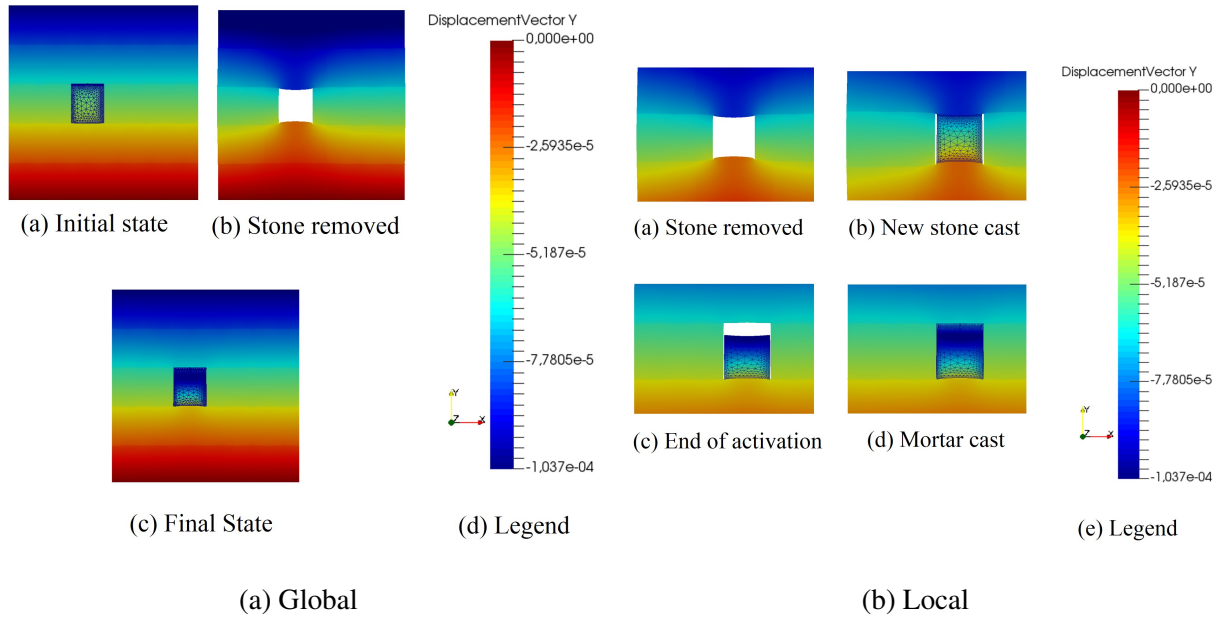 DisplacementVector Y
0,000e+00
-2.5935e-5
-5,187e-5
-7,7805e-5
-1,037e-04
Y
Z
X
(a) Initial state
(b) Stone removed
(c) Final State
(d) Legend
(a) Global
DisplacementVector Y
0,000e+00
-2.5935e-5
-5,187e-5
-7,7805e-5
-1,037e-04
Y
Z
X
(a) Stone removed
(b) New stone cast
(c) End of activation
(d) Mortar cast
(e) Legend
(b) Local